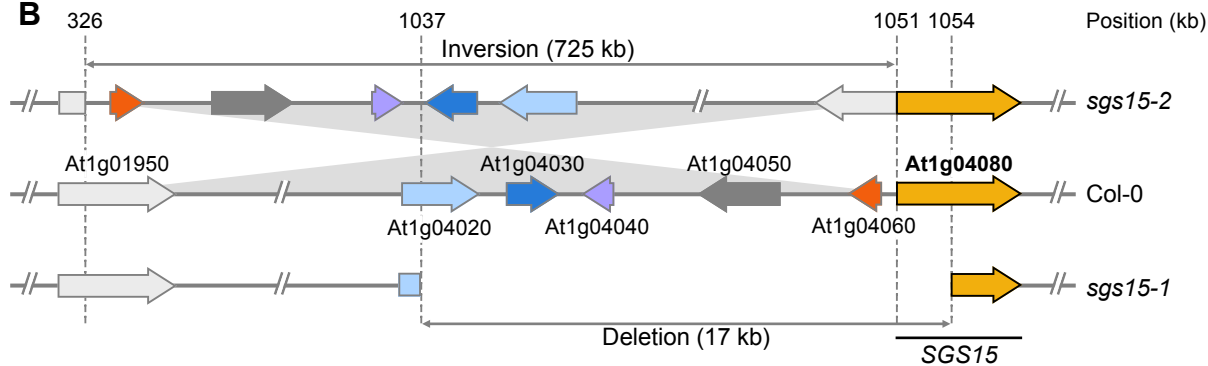 B
326 1037 1051 1054 Position (kb)
Inversion (725 kb)
sgs15-2
At1g01950 At1g04030 At1g04050 At1g04080
Col-0
At1g04020 At1g04040 At1g04060
sgs15-1
Deletion (17 kb)
SGS15